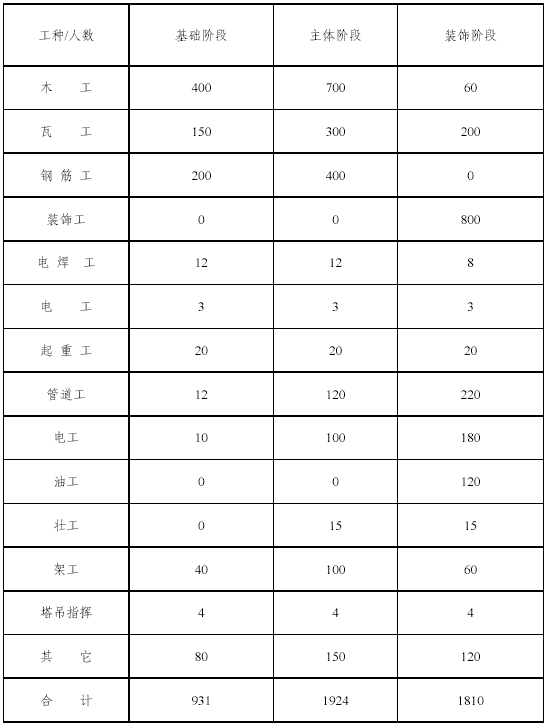 工种/人数 基础阶段 主体阶段 装饰阶段
木 工 400 700 60
瓦 工 150 300 200
钢 筋 工 200 400 0
装饰工 0 0 800
电 焊 工 12 12 8
电 工 3 3 3
起 重 工 20 20 20
管道工 12 120 220
电工 10 100 180
油工 0 0 120
壮工 0 15 15
架工 40 100 60
塔吊指挥 4 4 4
其 它 80 150 120
合 计 931 1924 1810